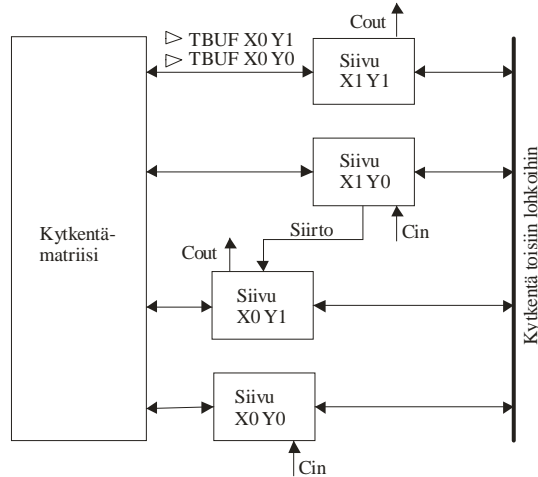 Cout
TBUF X0 Y1
TBUF X0 Y0
Siivu
X1 Y1
Siivu
X1 Y0
Kytkentä-
matriisi
Siirto
Cin
Cout
Siivu
X0 Y1
Siivu
X0 Y0
Cin
Kytkentä toisiin lohkoihin